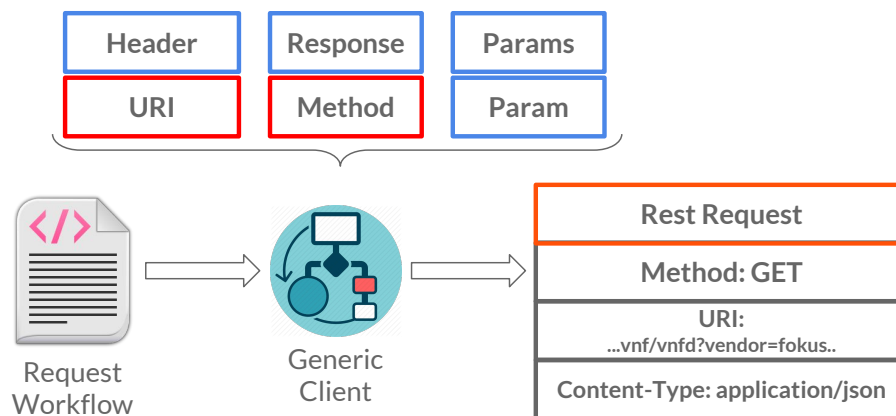 Header
Response
Params
URI
Method
Param
</>
Request
Workflow
Generic
Client
Rest Request
Method: GET
URI:
...vnf/vnfd?vendor=fokus..
Content-Type: application/json